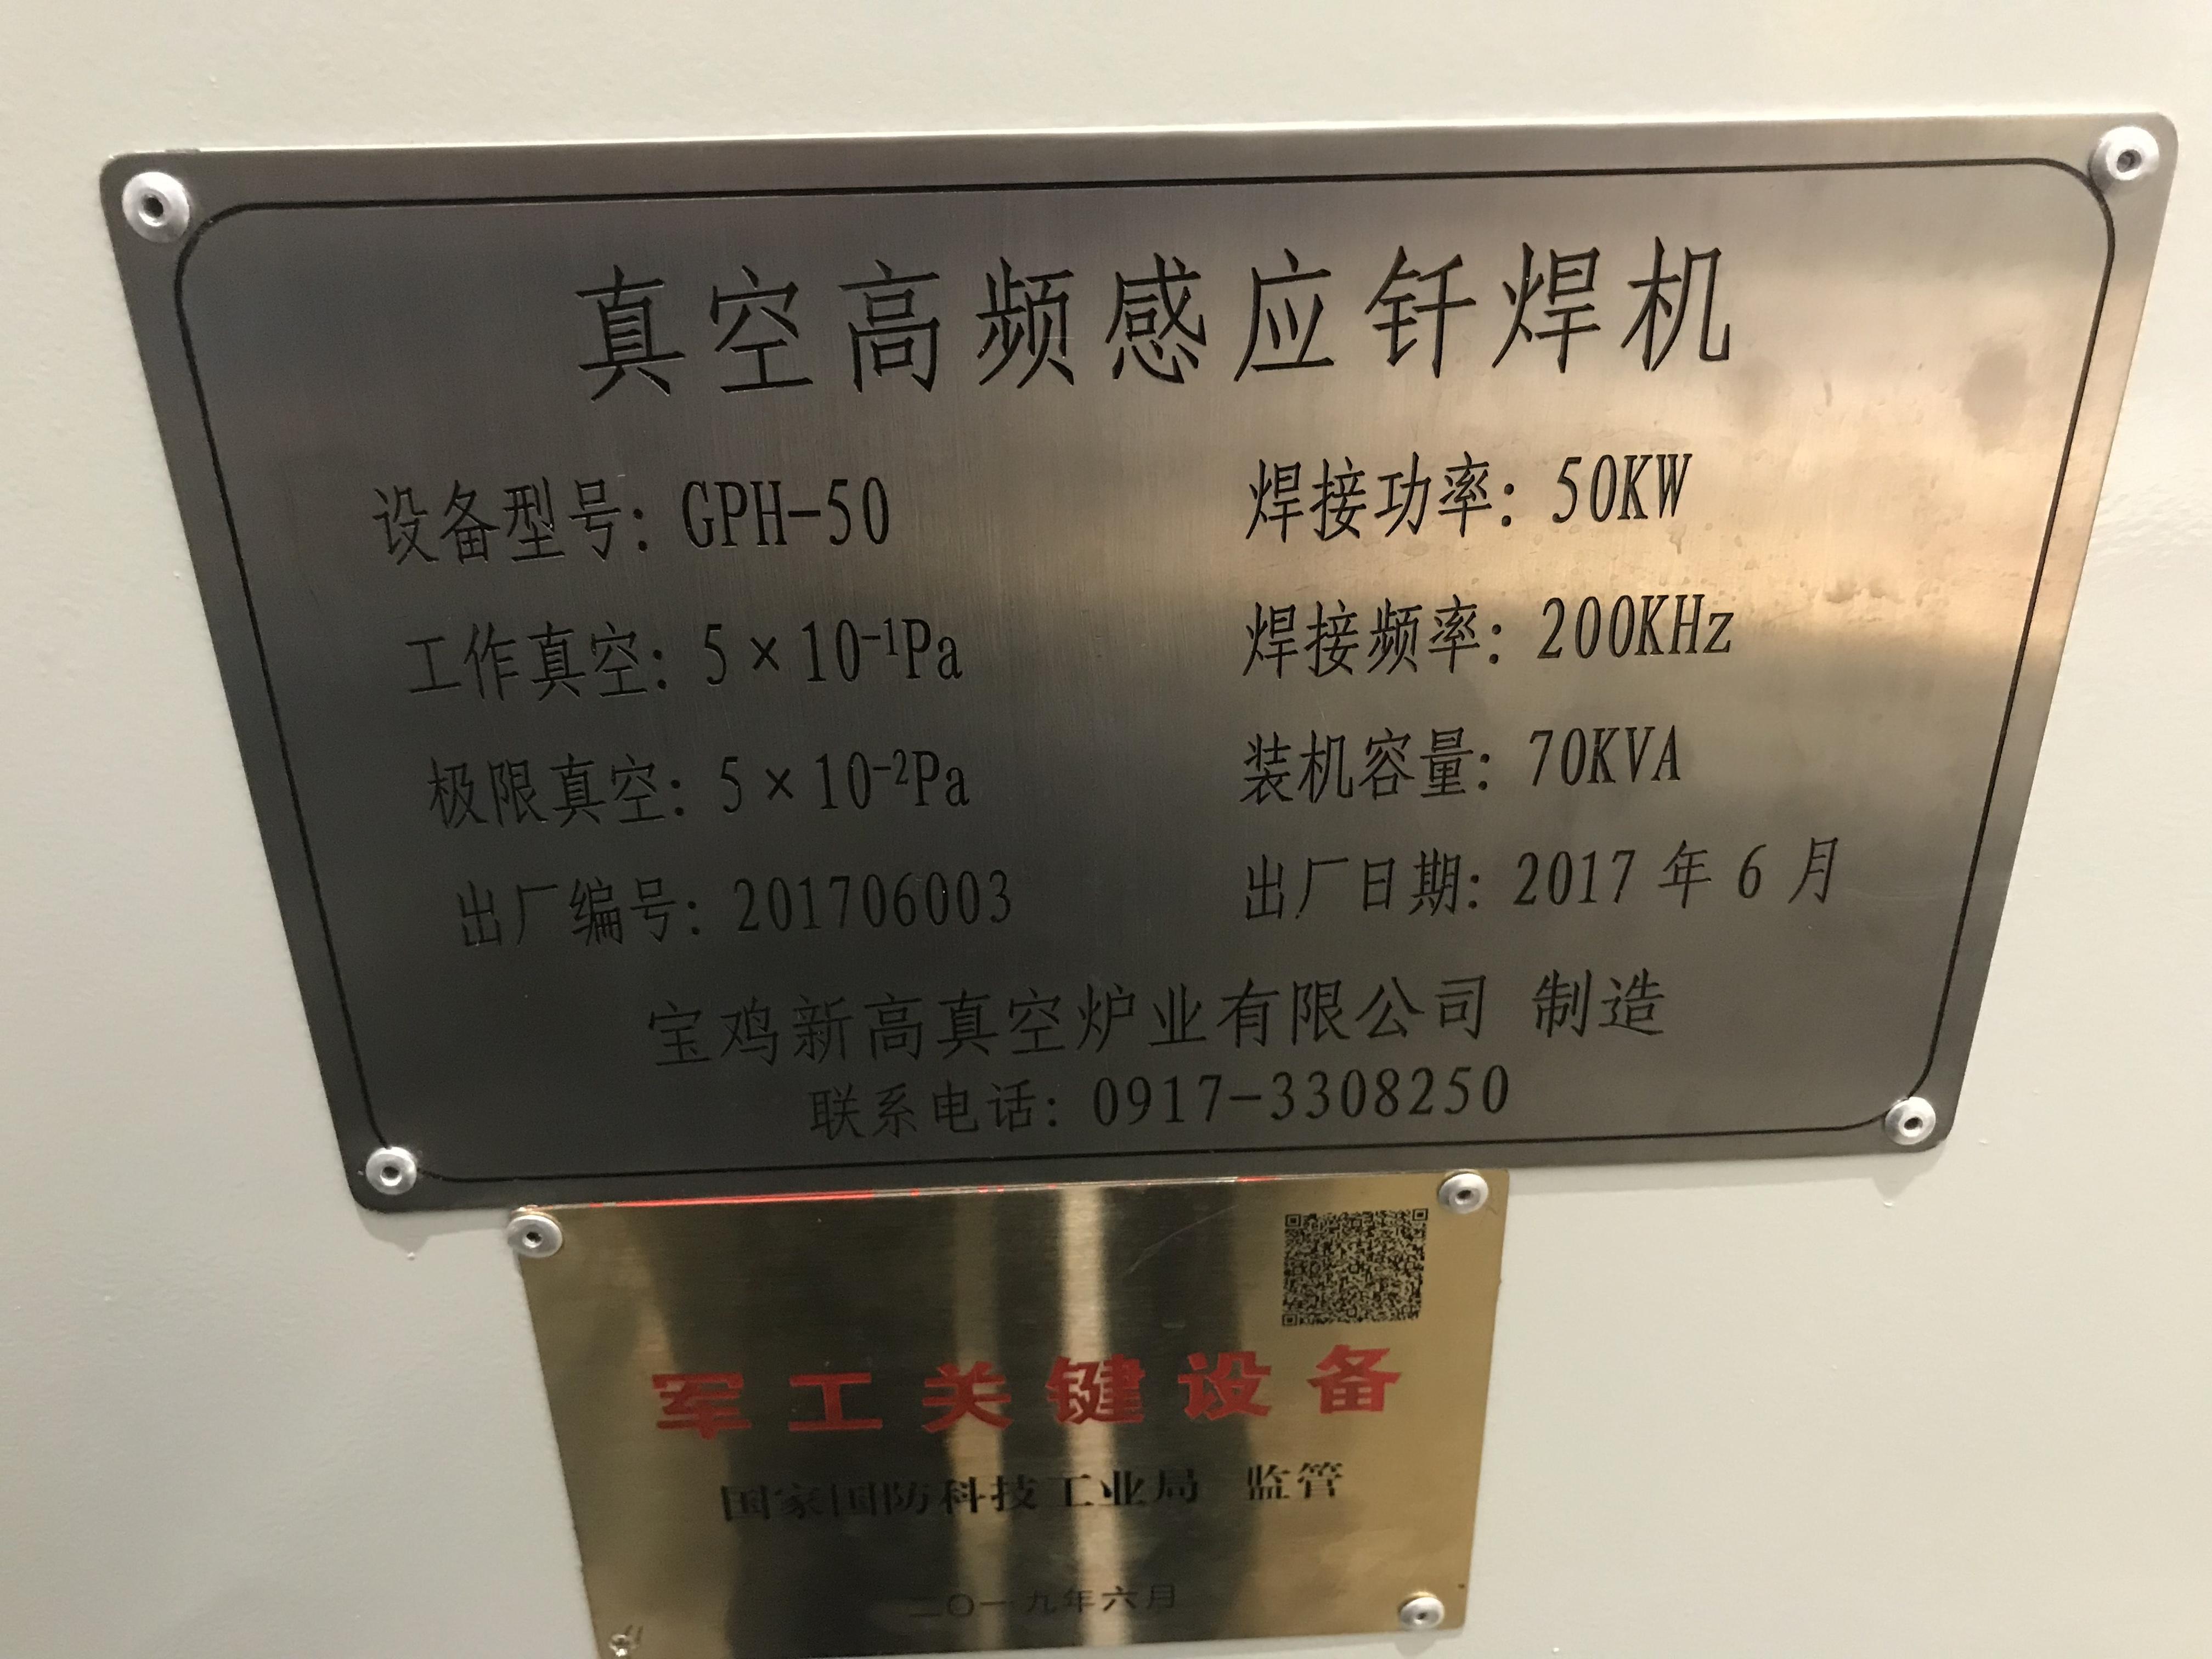 真空高频感应钎焊机
设备型号: GPH-50 焊接功率: 50KW
工作真空: 5×10⁻¹Pa 焊接频率: 200KHz
极限真空: 5×10⁻²Pa 装机容量: 70KVA
出厂编号: 201706003 出厂日期: 2017 年 6 月
宝鸡新高真空炉业有限公司 制造
联系电话: 0917-3308250
军工关键设备
国家国防科技工业局 监管
二〇一九年六月